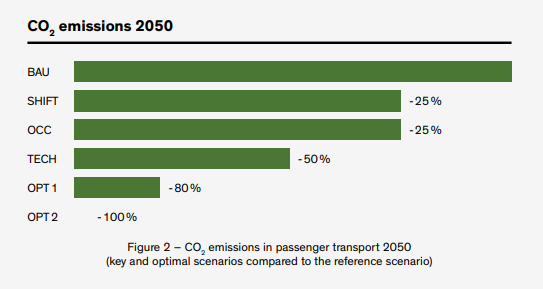 CO₂ emissions 2050
BAU
SHIFT -25%
OCC -25%
TECH -50%
OPT 1 -80%
OPT 2 -100%
Figure 2 – CO₂ emissions in passenger transport 2050
(key and optimal scenarios compared to the reference scenario)